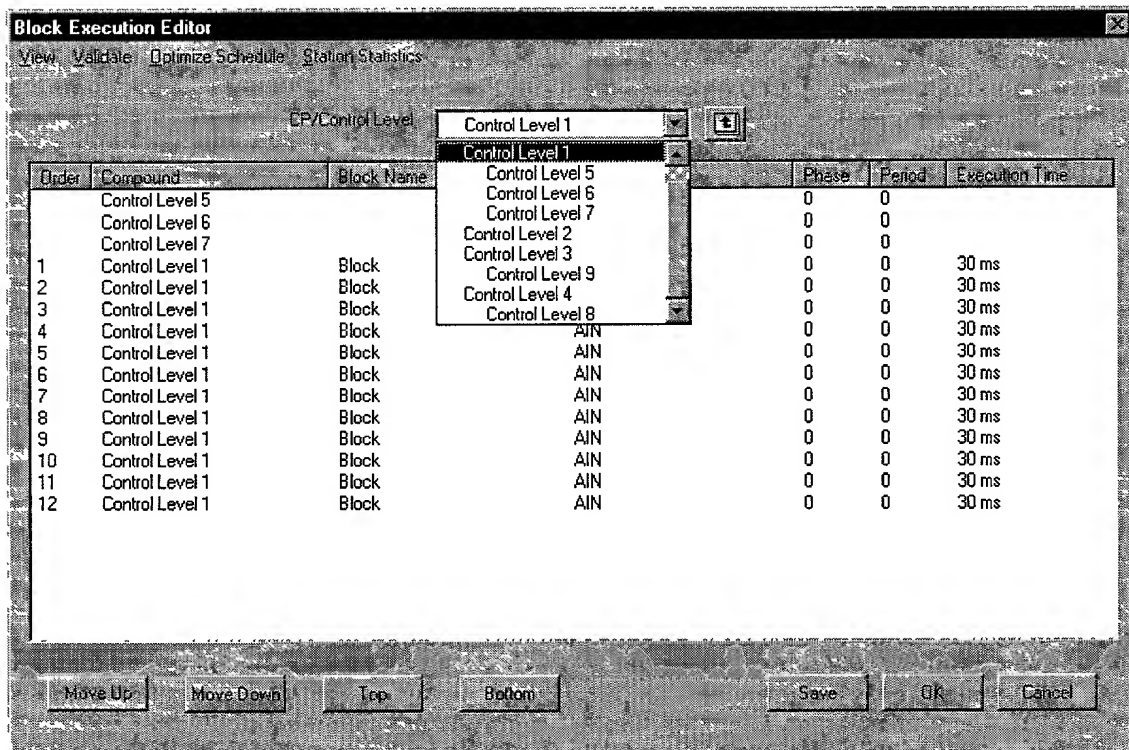 Block Execution Editor
View Validate Optimize Schedule Station Statistics
CP/Control Level Control Level 1
Control Level 1
Control Level 5
Control Level 6
Control Level 7
Control Level 2
Control Level 3
Control Level 9
Control Level 4
Control Level 8
Order Compound Block Name Phase Period Execution Time
Control Level 5 0 0
Control Level 6 0 0
Control Level 7 0 0
1 Control Level 1 Block 0 0 30 ms
2 Control Level 1 Block 0 0 30 ms
3 Control Level 1 Block 0 0 30 ms
4 Control Level 1 Block AIN 0 0 30 ms
5 Control Level 1 Block AIN 0 0 30 ms
6 Control Level 1 Block AIN 0 0 30 ms
7 Control Level 1 Block AIN 0 0 30 ms
8 Control Level 1 Block AIN 0 0 30 ms
9 Control Level 1 Block AIN 0 0 30 ms
10 Control Level 1 Block AIN 0 0 30 ms
11 Control Level 1 Block AIN 0 0 30 ms
12 Control Level 1 Block AIN 0 0 30 ms
Move Up Move Down Top Bottom Save OK Cancel